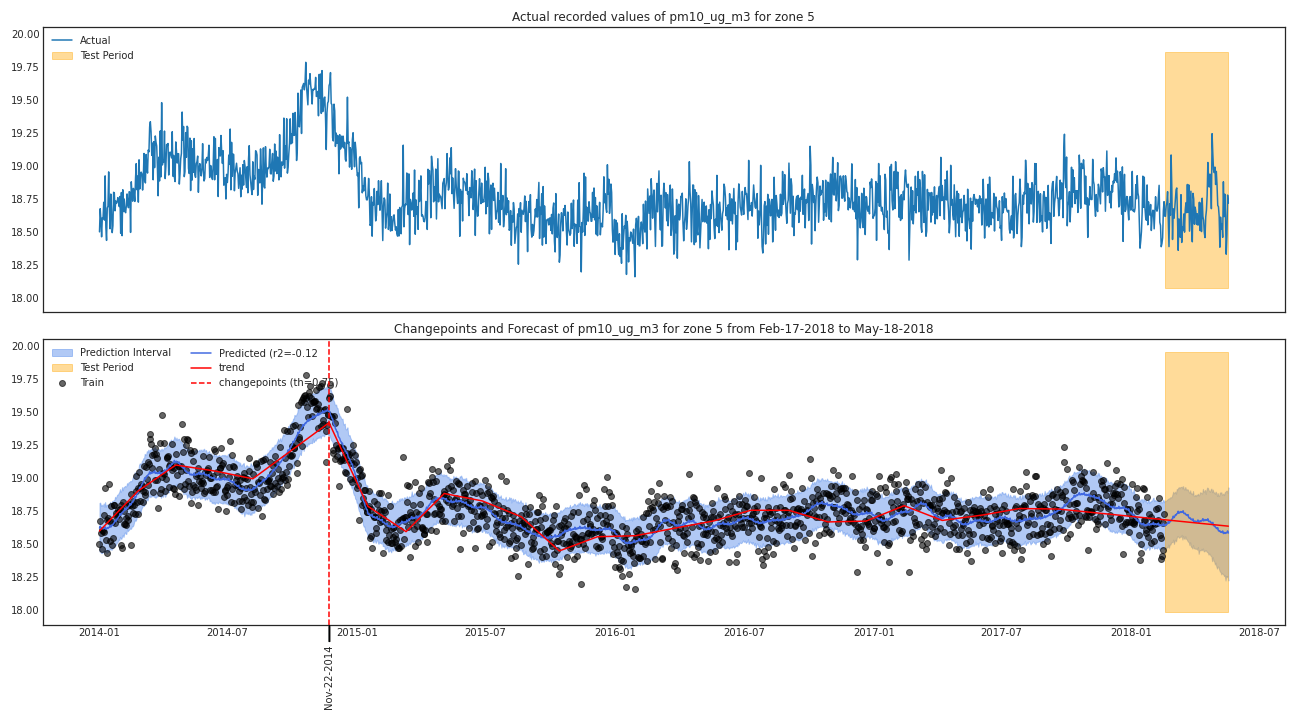 Actual recorded values of pm10_ug_m3 for zone 5
Actual
Test Period
20.00
19.75
19.50
19.25
19.00
18.75
18.50
18.25
18.00
Changepoints and Forecast of pm10_ug_m3 for zone 5 from Feb-17-2018 to May-18-2018
Prediction Interval
Test Period
Train
Predicted (r2=-0.12
trend
changepoints (th=0.75)
20.00
19.75
19.50
19.25
19.00
18.75
18.50
18.25
18.00
2014-01 2014-07 2015-01 2015-07 2016-01 2016-07 2017-01 2017-07 2018-01 2018-07
Nov-22-2014